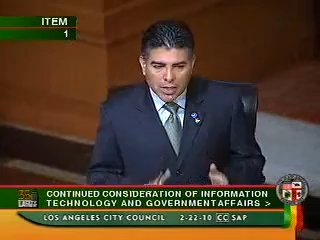 ITEM
1
CONTINUED CONSIDERATION OF INFORMATION
TECHNOLOGY AND GOVERNMENT AFFAIRS >
LOS ANGELES CITY COUNCIL 2-22-10 CC SAP